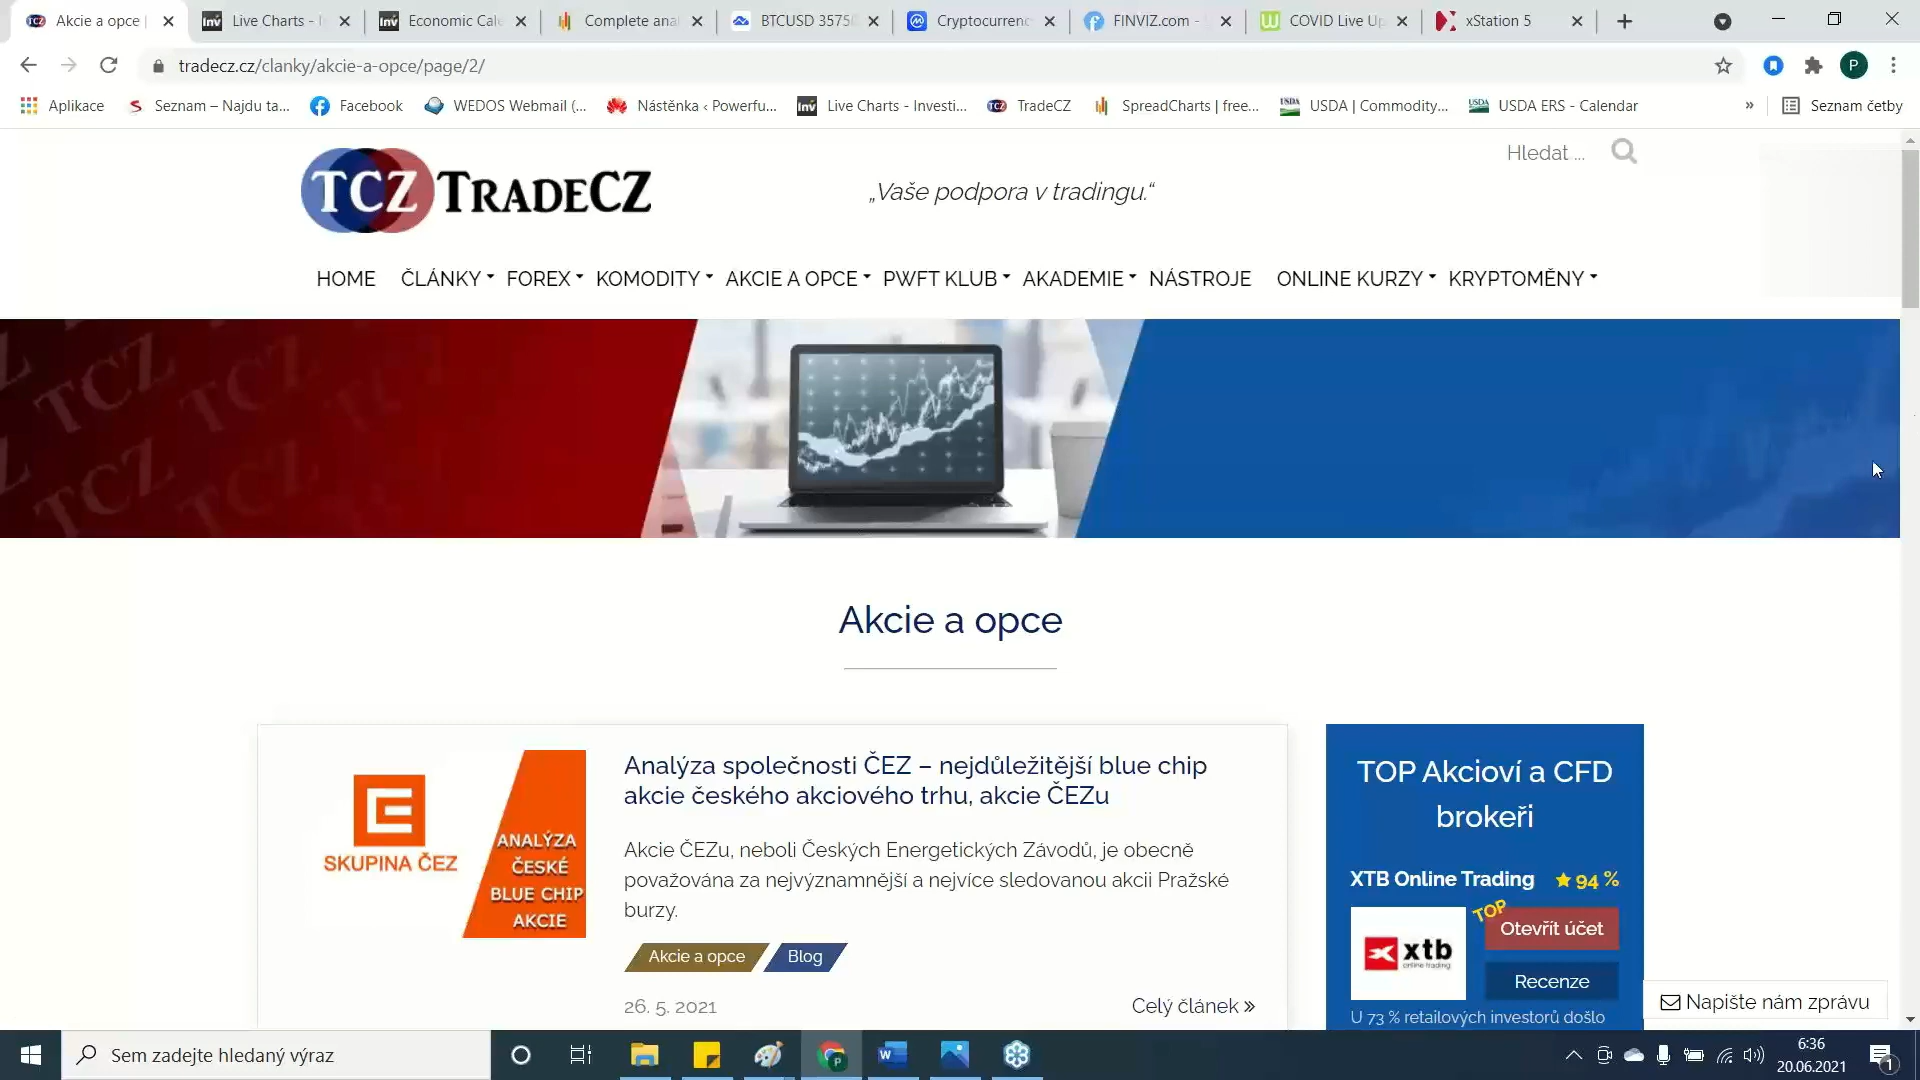 Akcie a opce |
Live Charts - I
Economic Cal
Complete ana
BTCUSD 3575
Cryptocurrenc
FINVIZ.com -
COVID Live Up
xStation 5
tradecz.cz/clanky/akcie-a-opce/page/2/
P
Aplikace
Seznam – Najdu ta...
Facebook
WEDOS Webmail (...
Nástěnka ‹ Powerfu...
Live Charts - Investi...
TradeCZ
SpreadCharts | free...
USDA | Commodity...
USDA ERS - Calendar
»
Seznam četby
TCZ TRADECZ
„Vaše podpora v tradingu.“
Hledat ...
HOME ČLÁNKY FOREX KOMODITY AKCIE A OPCE PWFT KLUB AKADEMIE NÁSTROJE ONLINE KURZY KRYPTOMĚNY
TCZ
TCZ
TCZ
TCZ
Akcie a opce
SKUPINA ČEZ
ANALÝZA
ČESKÉ
BLUE CHIP
AKCIE
Analýza společnosti ČEZ – nejdůležitější blue chip
akcie českého akciového trhu, akcie ČEZu
Akcie ČEZu, neboli Českých Energetických Závodů, je obecně
považována za nejvýznamnější a nejvíce sledovanou akcii Pražské
burzy.
Akcie a opce
Blog
26. 5. 2021
Celý článek »
TOP Akcioví a CFD
brokeři
XTB Online Trading
94 %
TOP
xtb
online trading
Otevřít účet
Recenze
U 73 % retailových investorů došlo
Napište nám zprávu
Sem zadejte hledaný výraz
6:36
20.06.2021
1